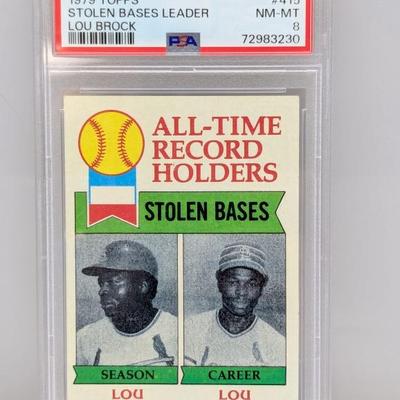 1979 TOPPS #415
STOLEN BASES LEADER NM-MT
LOU BROCK 8
PSA 72983230
ALL-TIME
RECORD
HOLDERS
STOLEN BASES
SEASON CAREER
LOU LOU